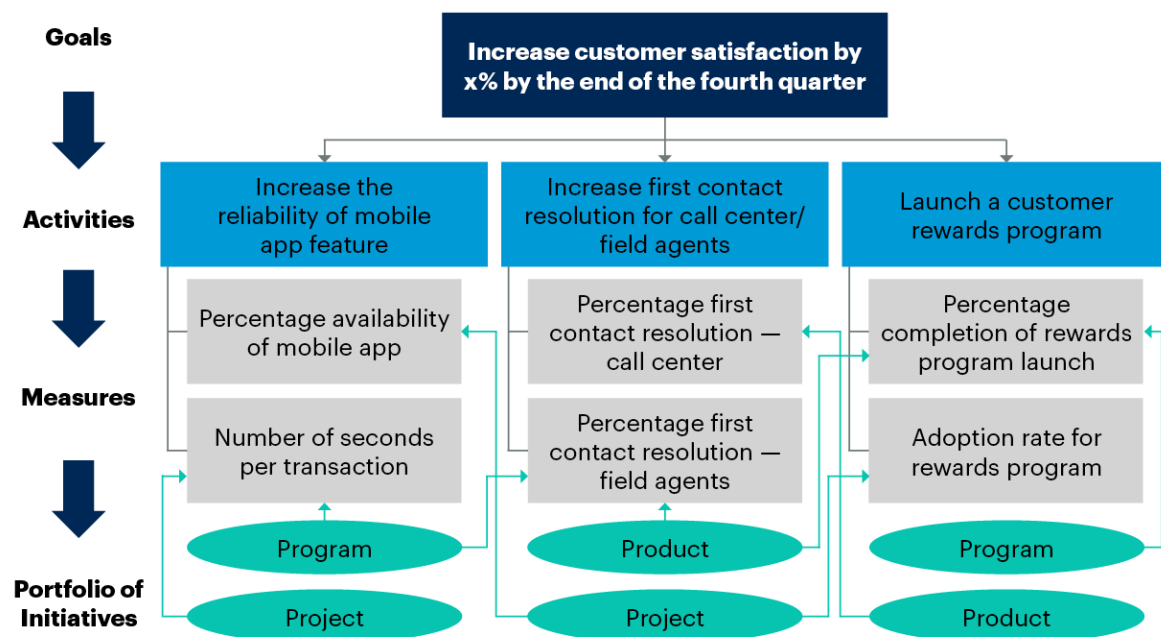 Goals
Increase customer satisfaction by
x% by the end of the fourth quarter
Activities
Increase the
reliability of mobile
app feature
Increase first contact
resolution for call center/
field agents
Launch a customer
rewards program
Measures
Percentage availability
of mobile app
Percentage first
contact resolution —
call center
Percentage
completion of rewards
program launch
Number of seconds
per transaction
Percentage first
contact resolution —
field agents
Adoption rate for
rewards program
Portfolio of
Initiatives
Program
Product
Program
Project
Project
Product